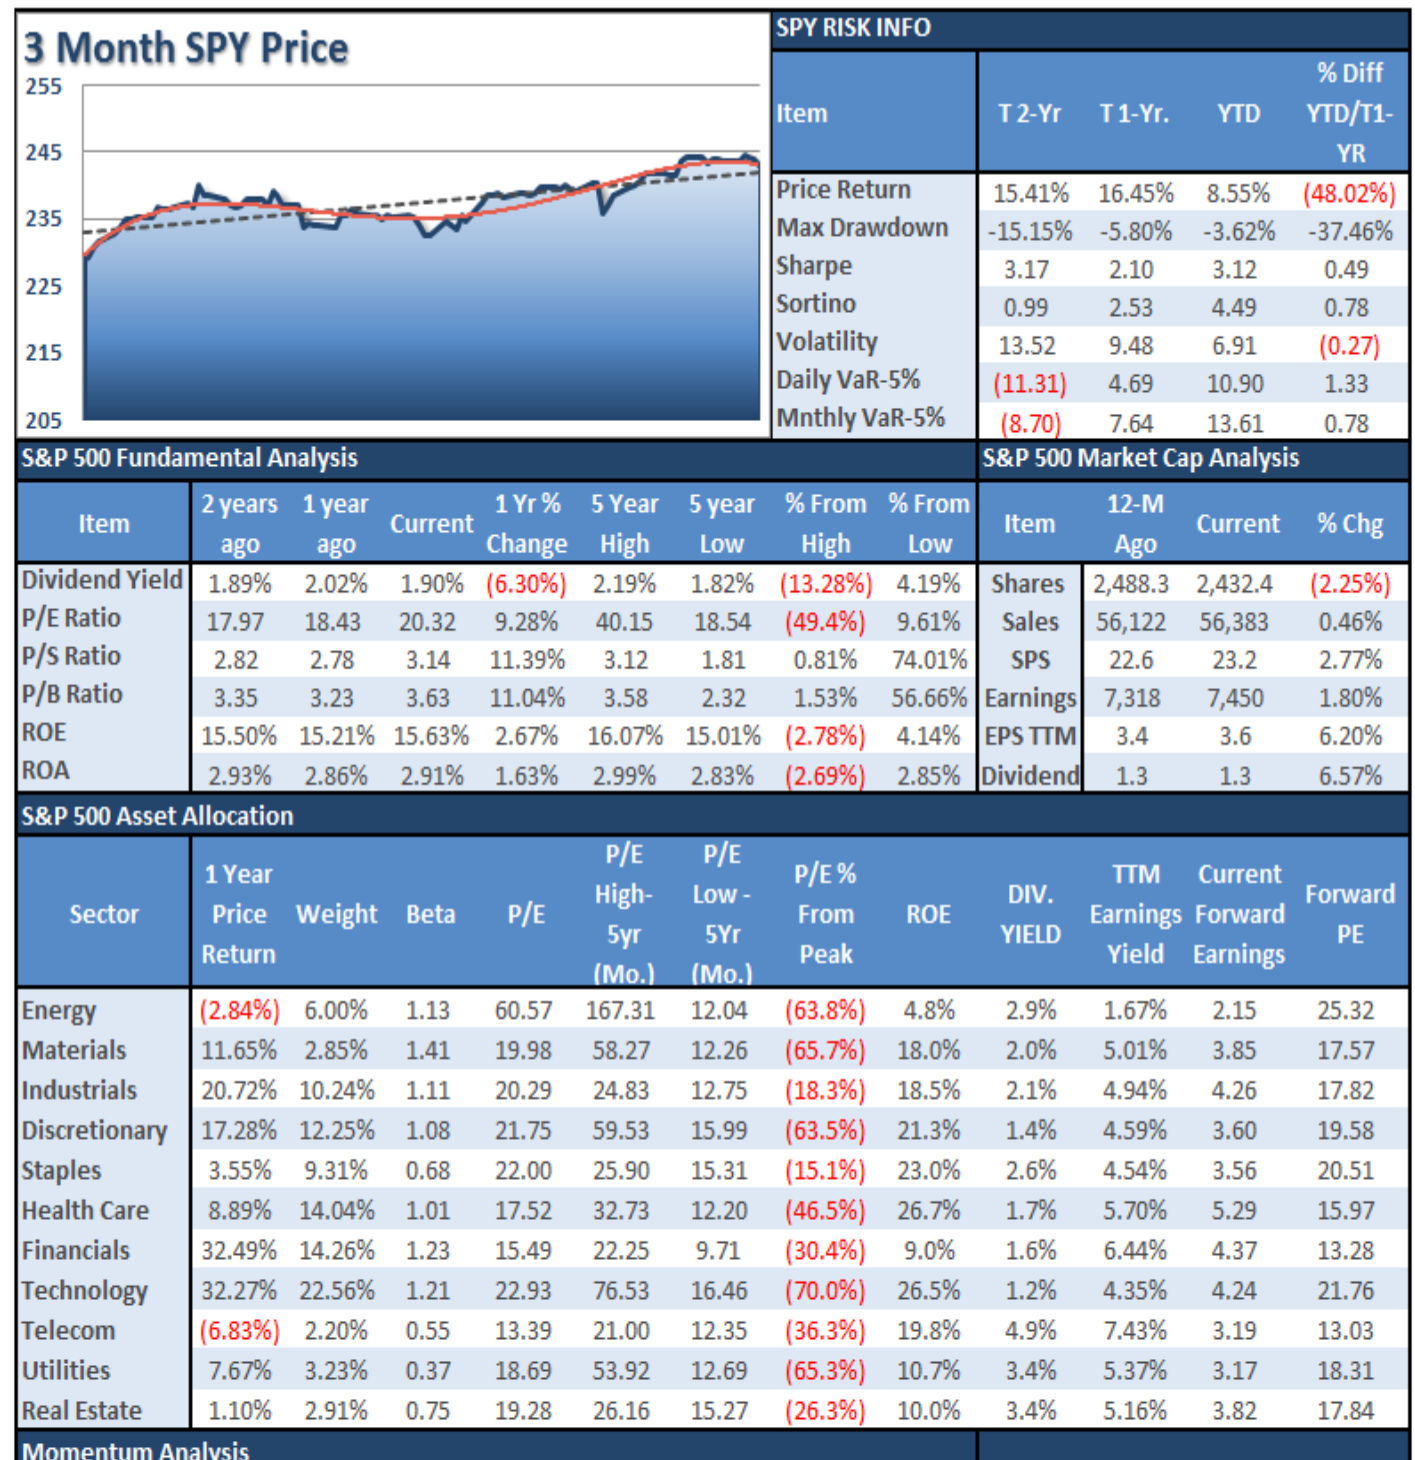 3 Month SPY Price
255
245
235
225
215
205
SPY RISK INFO
Item T 2-Yr T 1-Yr. YTD % Diff YTD/T1-YR
Price Return 15.41% 16.45% 8.55% (48.02%)
Max Drawdown -15.15% -5.80% -3.62% -37.46%
Sharpe 3.17 2.10 3.12 0.49
Sortino 0.99 2.53 4.49 0.78
Volatility 13.52 9.48 6.91 (0.27)
Daily VaR-5% (11.31) 4.69 10.90 1.33
Mnthly VaR-5% (8.70) 7.64 13.61 0.78
S&P 500 Fundamental Analysis
Item 2 years ago 1 year ago Current 1 Yr % Change 5 Year High 5 year Low % From High % From Low
Dividend Yield 1.89% 2.02% 1.90% (6.30%) 2.19% 1.82% (13.28%) 4.19%
P/E Ratio 17.97 18.43 20.32 9.28% 40.15 18.54 (49.4%) 9.61%
P/S Ratio 2.82 2.78 3.14 11.39% 3.12 1.81 0.81% 74.01%
P/B Ratio 3.35 3.23 3.63 11.04% 3.58 2.32 1.53% 56.66%
ROE 15.50% 15.21% 15.63% 2.67% 16.07% 15.01% (2.78%) 4.14%
ROA 2.93% 2.86% 2.91% 1.63% 2.99% 2.83% (2.69%) 2.85%
S&P 500 Market Cap Analysis
Item 12-M Ago Current % Chg
Shares 2,488.3 2,432.4 (2.25%)
Sales 56,122 56,383 0.46%
SPS 22.6 23.2 2.77%
Earnings 7,318 7,450 1.80%
EPS TTM 3.4 3.6 6.20%
Dividend 1.3 1.3 6.57%
S&P 500 Asset Allocation
Sector 1 Year Price Return Weight Beta P/E P/E High-5yr (Mo.) P/E Low - 5Yr (Mo.) P/E % From Peak ROE DIV. YIELD TTM Earnings Yield Current Forward Earnings Forward PE
Energy (2.84%) 6.00% 1.13 60.57 167.31 12.04 (63.8%) 4.8% 2.9% 1.67% 2.15 25.32
Materials 11.65% 2.85% 1.41 19.98 58.27 12.26 (65.7%) 18.0% 2.0% 5.01% 3.85 17.57
Industrials 20.72% 10.24% 1.11 20.29 24.83 12.75 (18.3%) 18.5% 2.1% 4.94% 4.26 17.82
Discretionary 17.28% 12.25% 1.08 21.75 59.53 15.99 (63.5%) 21.3% 1.4% 4.59% 3.60 19.58
Staples 3.55% 9.31% 0.68 22.00 25.90 15.31 (15.1%) 23.0% 2.6% 4.54% 3.56 20.51
Health Care 8.89% 14.04% 1.01 17.52 32.73 12.20 (46.5%) 26.7% 1.7% 5.70% 5.29 15.97
Financials 32.49% 14.26% 1.23 15.49 22.25 9.71 (30.4%) 9.0% 1.6% 6.44% 4.37 13.28
Technology 32.27% 22.56% 1.21 22.93 76.53 16.46 (70.0%) 26.5% 1.2% 4.35% 4.24 21.76
Telecom (6.83%) 2.20% 0.55 13.39 21.00 12.35 (36.3%) 19.8% 4.9% 7.43% 3.19 13.03
Utilities 7.67% 3.23% 0.37 18.69 53.92 12.69 (65.3%) 10.7% 3.4% 5.37% 3.17 18.31
Real Estate 1.10% 2.91% 0.75 19.28 26.16 15.27 (26.3%) 10.0% 3.4% 5.16% 3.82 17.84
Momentum Analysis